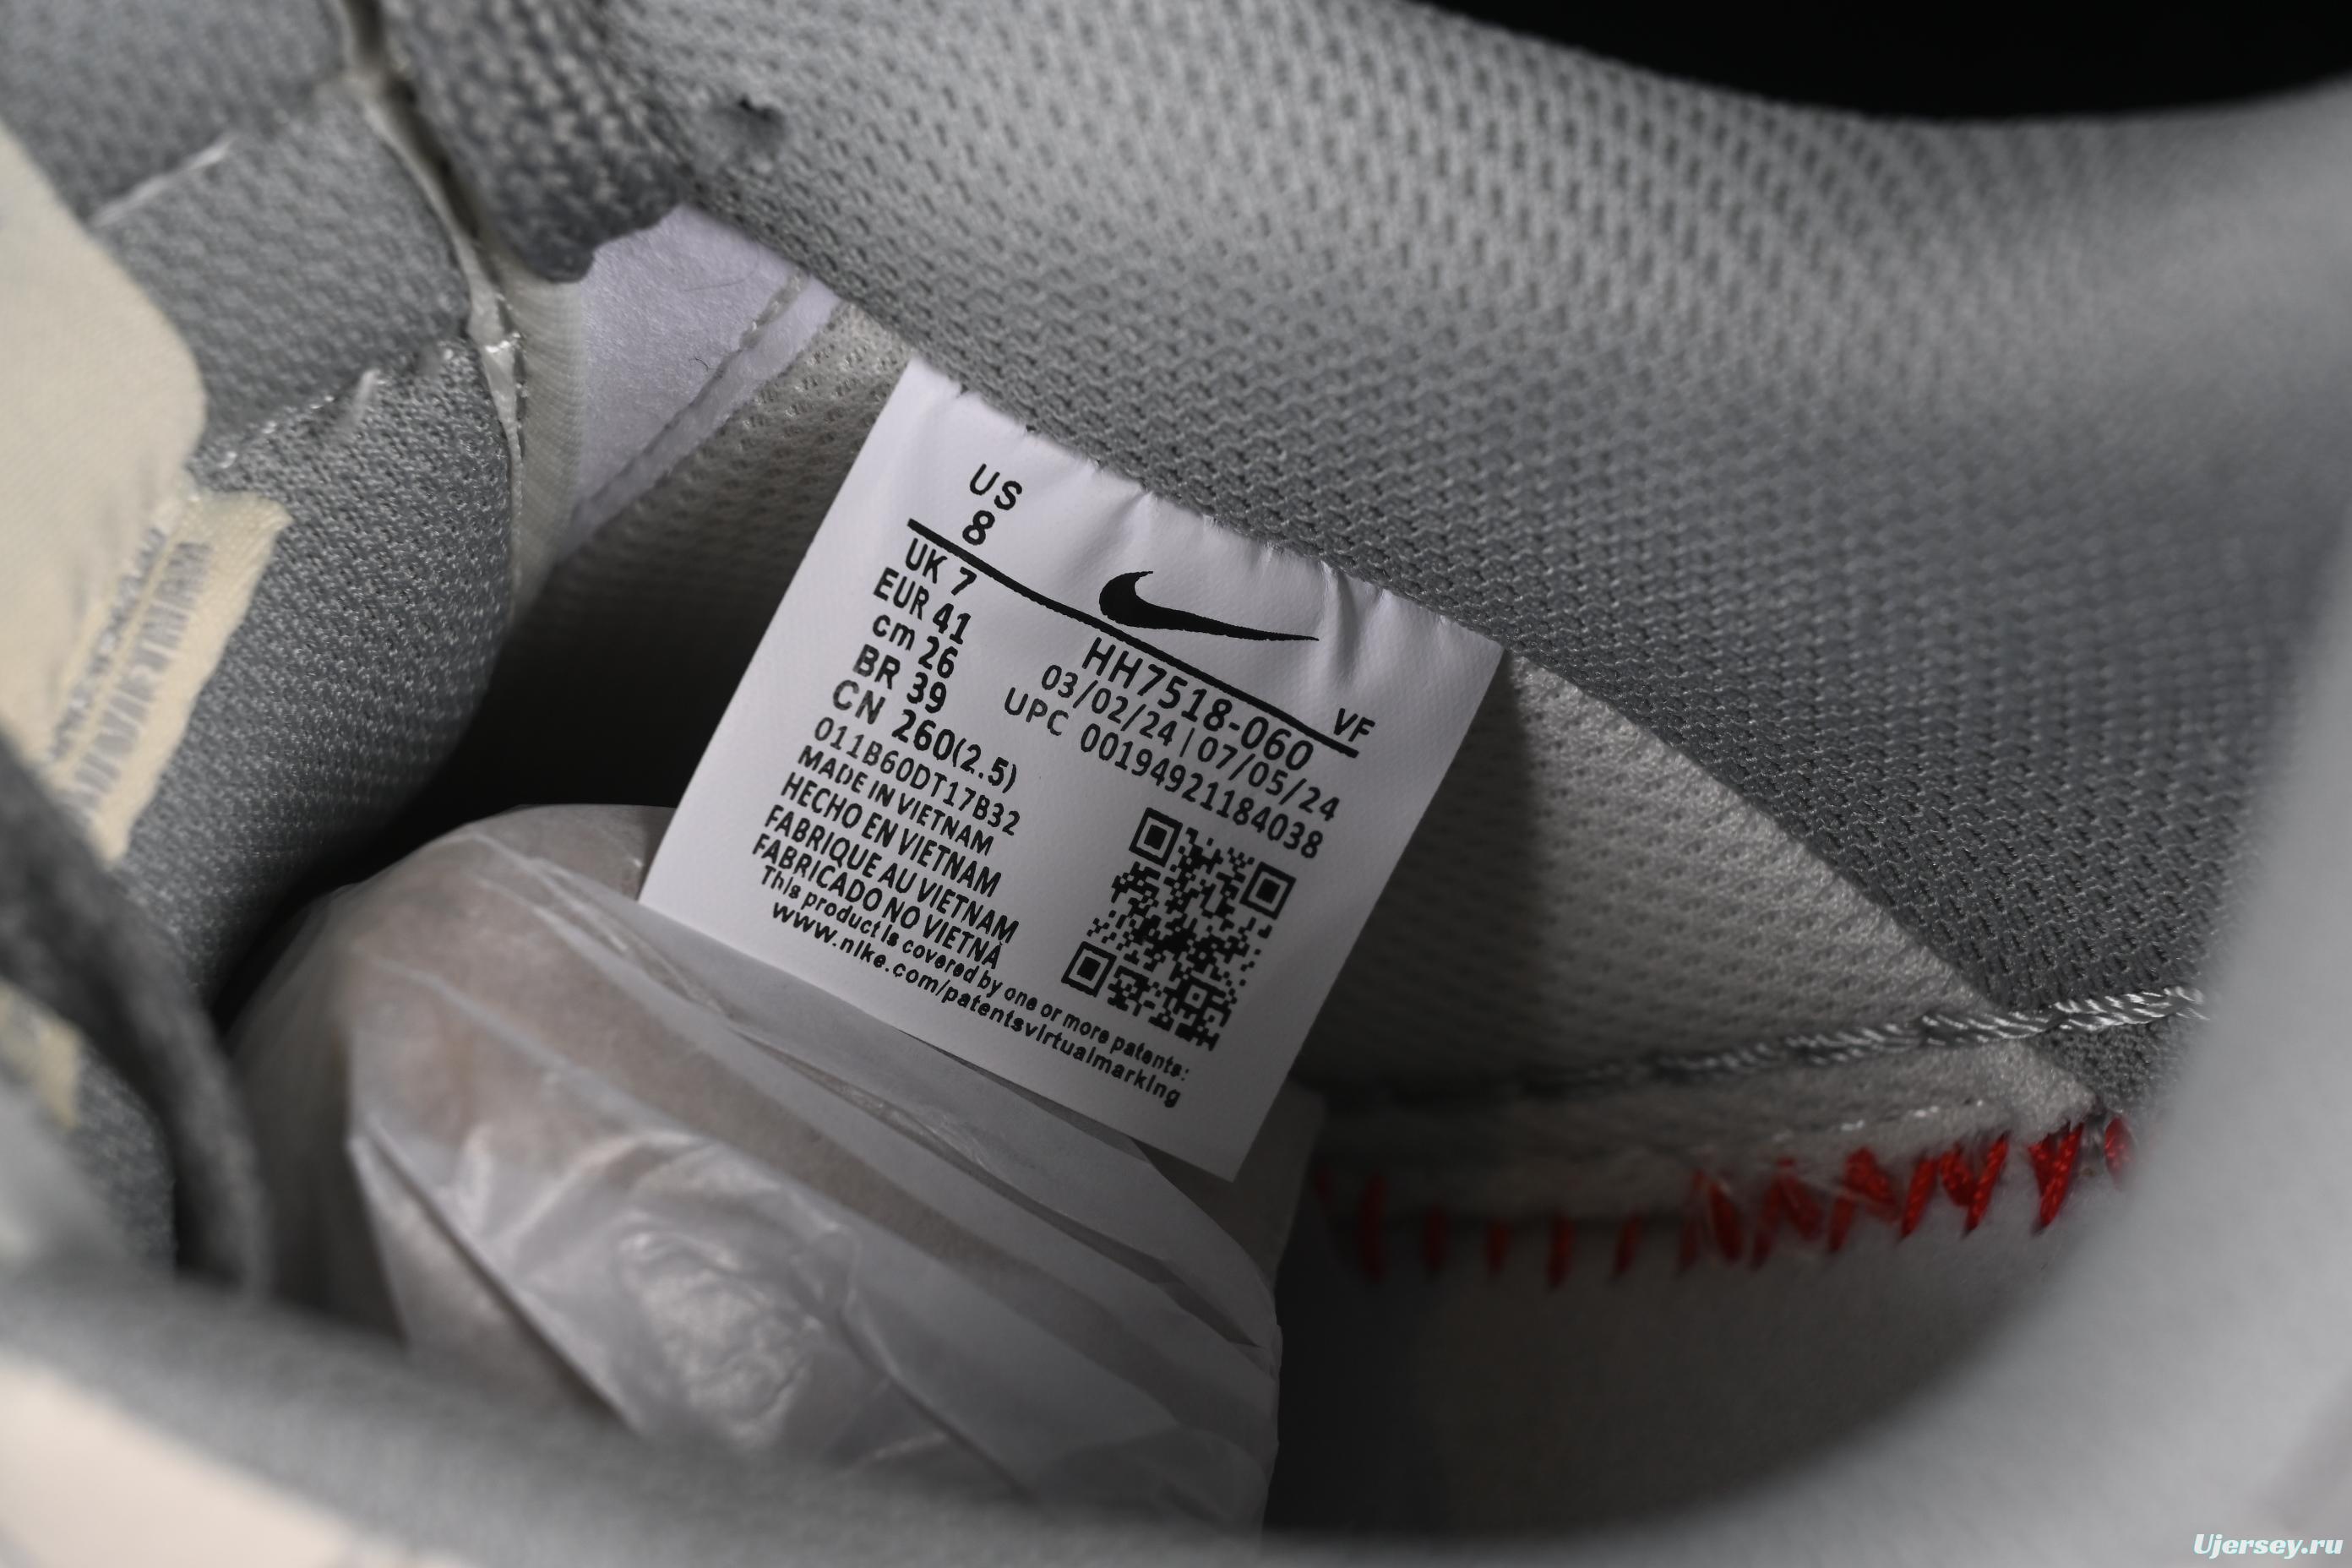 US
8
UK 7
EUR 41
cm 26
BR 39
CN 260(2.5)
VF
HH7518-060
03/02/24 | 07/05/24
UPC 00194921184038
011B60DT17B32
MADE IN VIETNAM
HECHO EN VIETNAM
FABRIQUE AU VIETNAM
FABRICADO NO VIETNÃ
This product is covered by one or more patents:
www.nike.com/patentsvirtualmarking
Ujersey.ru